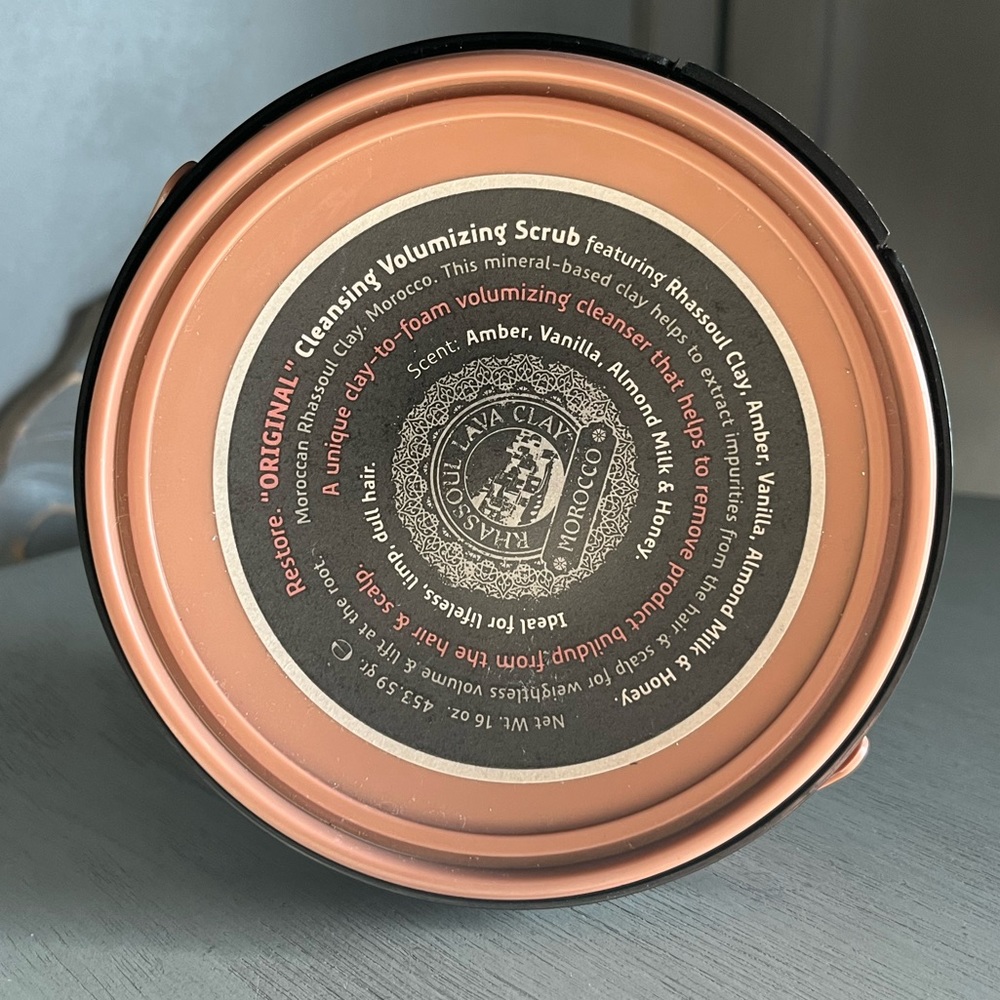 Restore. "ORIGINAL" Cleansing Volumizing Scrub featuring Rhassoul Clay, Amber, Vanilla, Almond Milk & Honey.
Moroccan Rhassoul Clay. Morocco. This mineral-based clay helps to extract impurities from the hair & scalp for weightless volume & lift at the root.
A unique clay-to-foam volumizing cleanser that helps to remove product buildup from the hair & scalp.
Scent: Amber, Vanilla, Almond Milk & Honey.
Ideal for lifeless, limp, dull hair.
Net Wt. 16 oz. 453.59 gr. ℮
RHASSOUL LAVA CLAY
MOROCCO